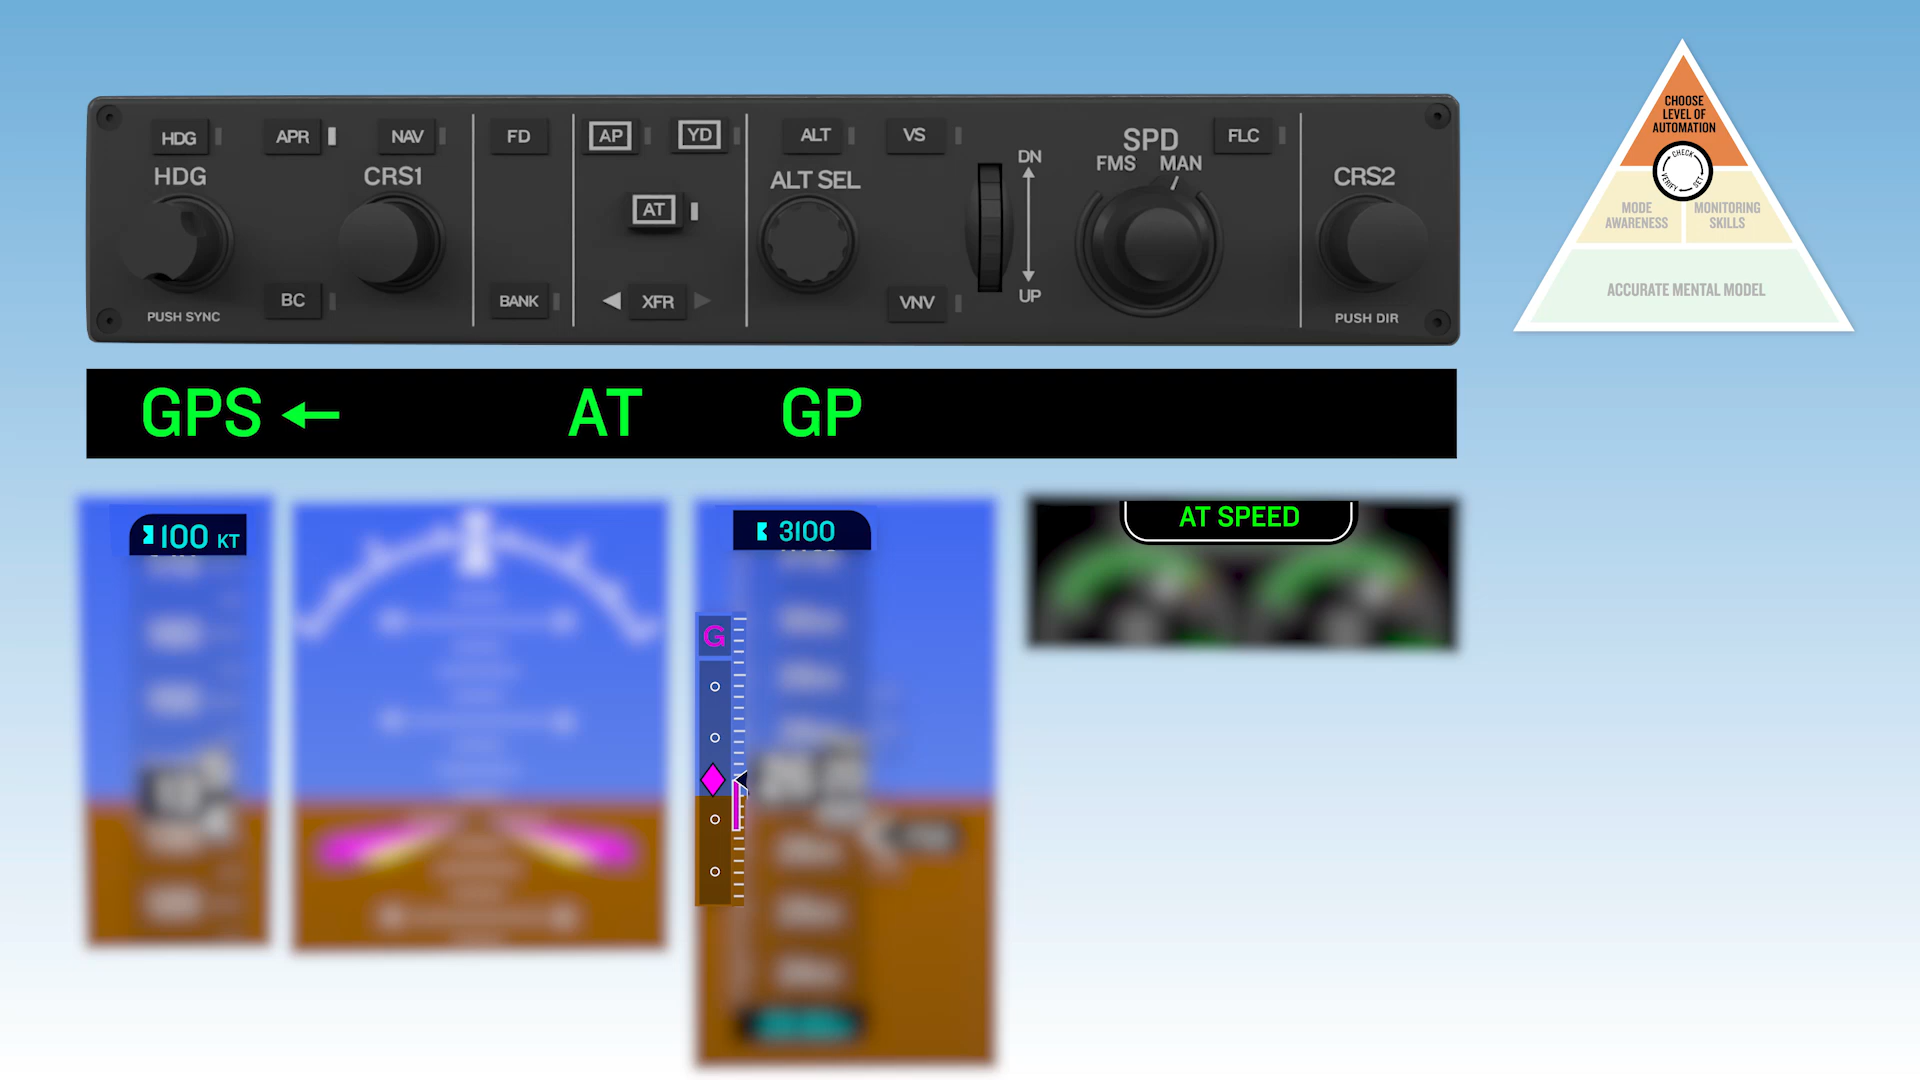 HDG
APR
NAV
FD
AP
YD
ALT
VS
DN
SPD
FMS MAN
FLC
HDG
CRS1
AT
ALT SEL
CRS2
BC
BANK
XFR
VNV
UP
PUSH SYNC
PUSH DIR
CHOOSE
LEVEL OF
AUTOMATION
CHECK
SET
VERIFY
MODE
AWARENESS
MONITORING
SKILLS
ACCURATE MENTAL MODEL
GPS ← AT GP
100 KT
3100
AT SPEED
G